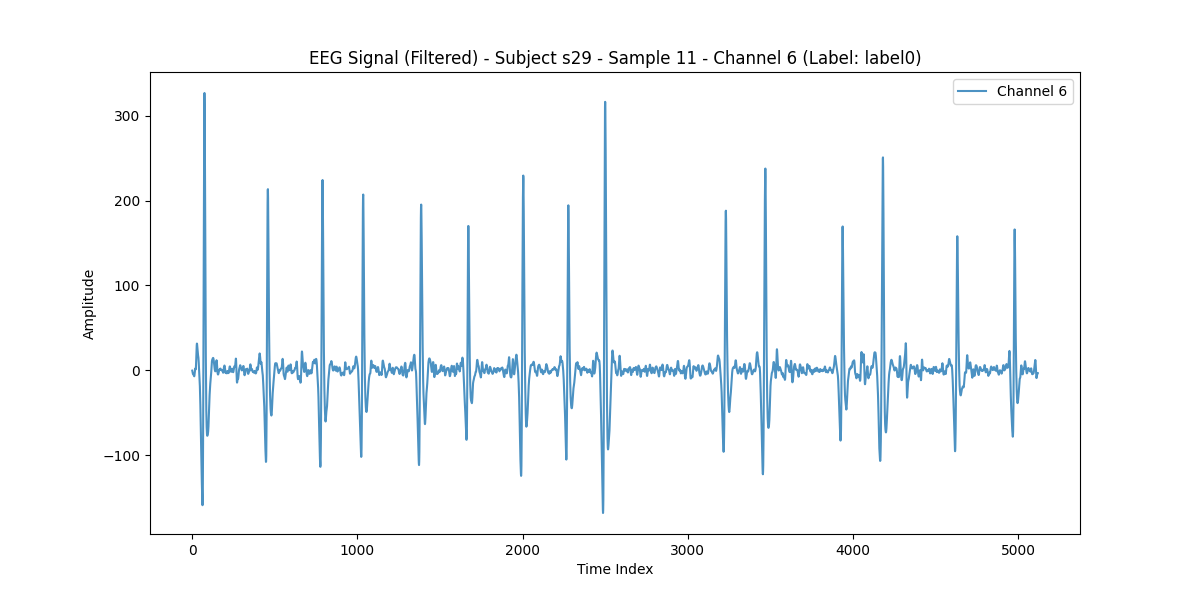 EEG Signal (Filtered) - Subject s29 - Sample 11 - Channel 6 (Label: label0)
Channel 6
300
200
100
0
−100
Amplitude
0 1000 2000 3000 4000 5000
Time Index